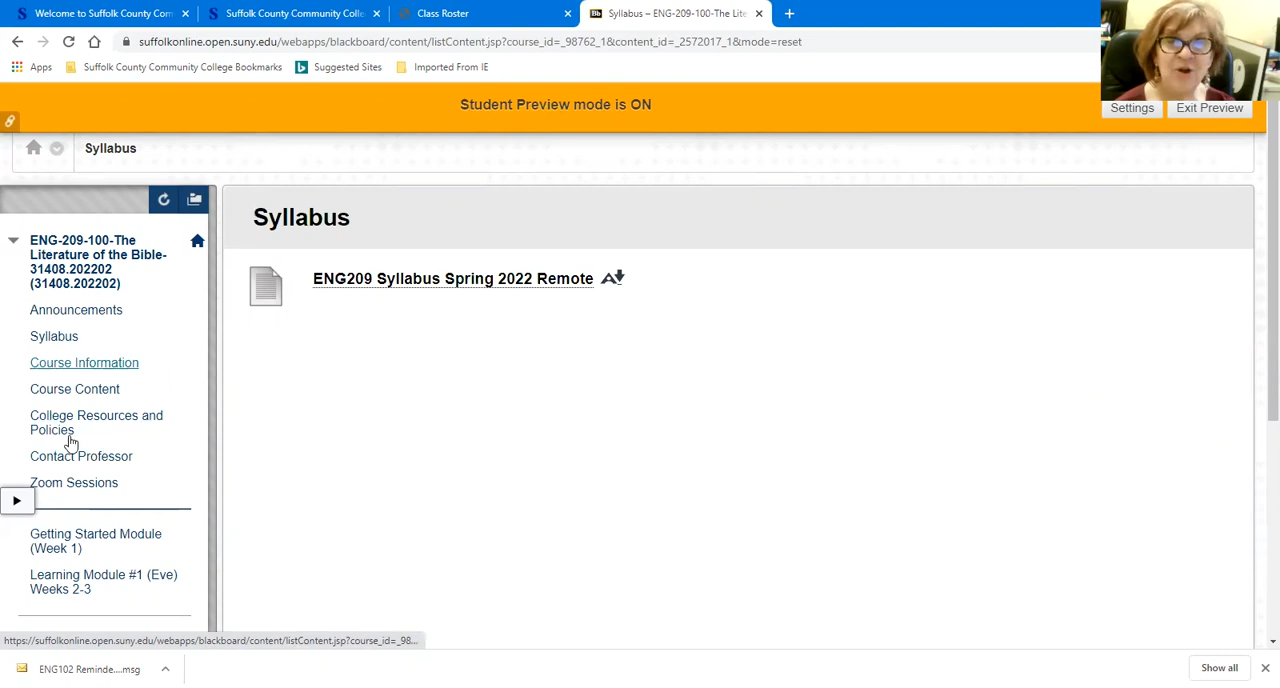 Welcome to Suffolk County Com
Suffolk County Community Colle
Class Roster
Bb Syllabus – ENG-209-100-The Lite
suffolkonline.open.suny.edu/webapps/blackboard/content/listContent.jsp?course_id=_98762_1&content_id=_2572017_1&mode=reset
Apps
Suffolk County Community College Bookmarks
Suggested Sites
Imported From IE
Student Preview mode is ON
Settings
Exit Preview
Syllabus
ENG-209-100-The
Literature of the Bible-
31408.202202
(31408.202202)
Announcements
Syllabus
Course Information
Course Content
College Resources and
Policies
Contact Professor
Zoom Sessions
Getting Started Module
(Week 1)
Learning Module #1 (Eve)
Weeks 2-3
Syllabus
ENG209 Syllabus Spring 2022 Remote
https://suffolkonline.open.suny.edu/webapps/blackboard/content/listContent.jsp?course_id=_98...
ENG102 Reminde....msg
Show all